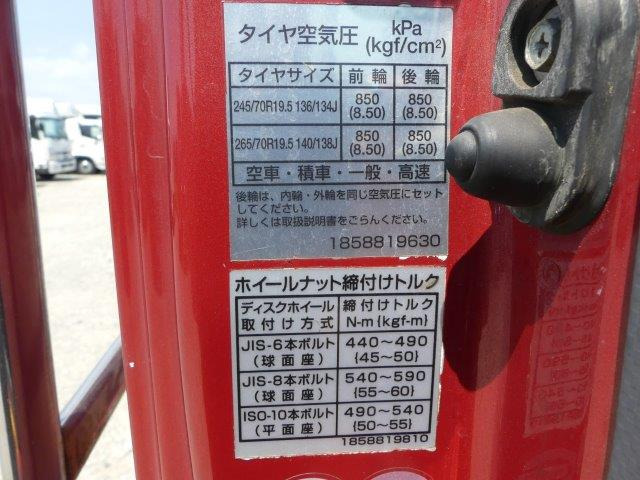 タイヤ空気圧 kPa
(kgf/cm²)
タイヤサイズ 前輪 後輪
245/70R19.5 136/134J 850 (8.50) 850 (8.50)
265/70R19.5 140/138J 850 (8.50) 850 (8.50)
空車・積車・一般・高速
後輪は、内輪・外輪を同じ空気圧にセット
してください。
詳しくは取扱説明書をごらんください。
1858819630
ホイールナット締付けトルク
ディスクホイール 締付けトルク
取付け方式 N-m {kgf-m}
JIS-6本ボルト 440～490
(球面座) {45～50}
JIS-8本ボルト 540～590
(球面座) {55～60}
ISO-10本ボルト 490～540
(平面座) {50～55}
1858819810